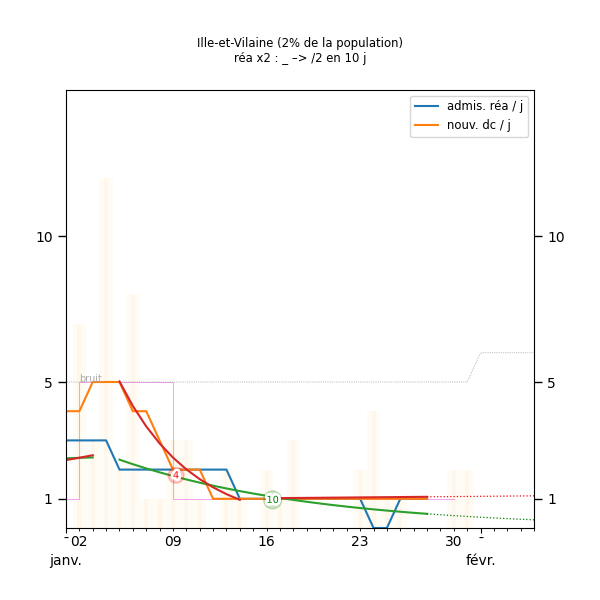 Ille-et-Vilaine (2% de la population)
réa x2 : _ –> /2 en 10 j
admis. réa / j
nouv. dc / j
10
10
bruit
5
5
4
10
1
1
02
09
16
23
30
janv.
févr.